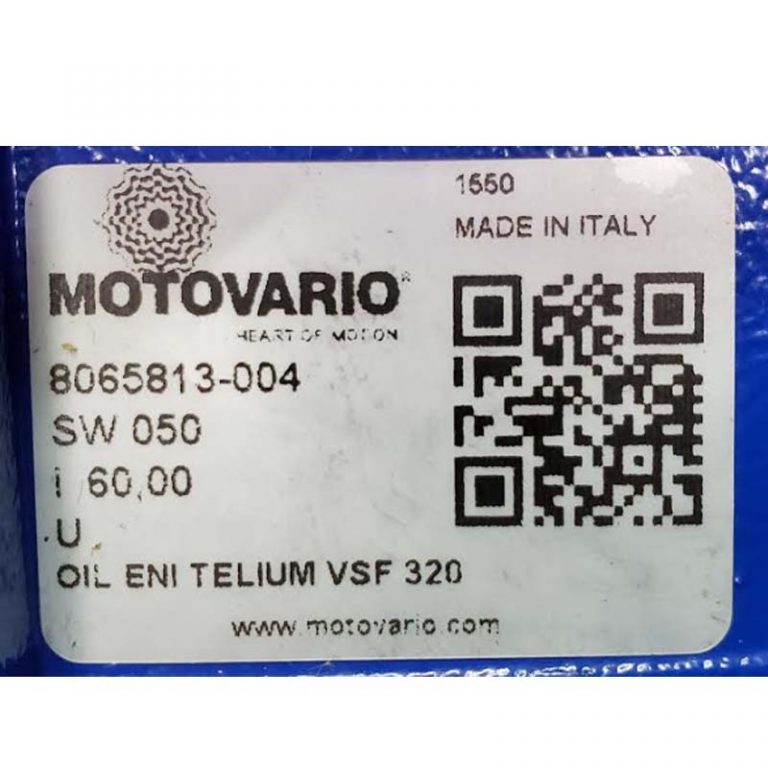 1550
MADE IN ITALY
MOTOVARIO®
HEART OF MOTION
8065813-004
SW 050
i 60,00
U
OIL ENI TELIUM VSF 320
www.motovario.com